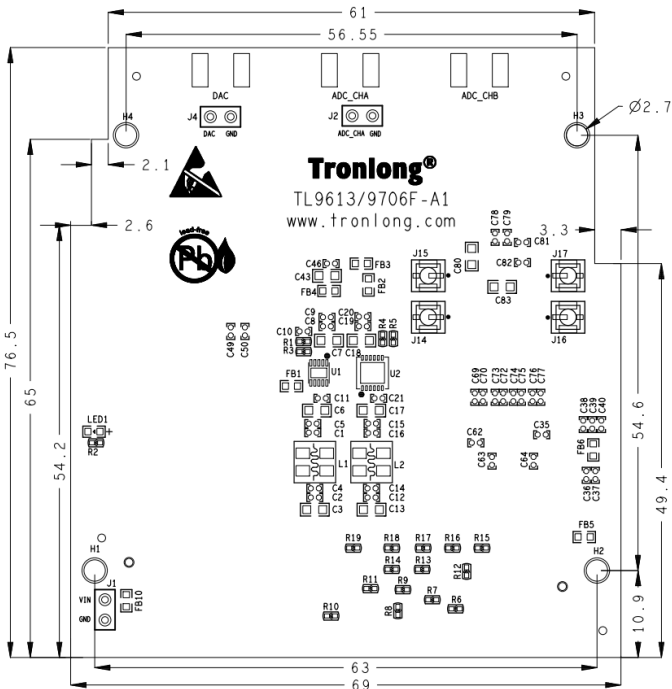 61
56.55
DAC
ADC_CHA
ADC_CHB
H4
J4
J2
H3
Ø2.7
DAC GND
ADC_CHA GND
2.1
Tronlong®
TL9613/9706F-A1
www.tronlong.com
2.6
3.3
lead-free
Pb
C78
C79
C81
C82
C80
C83
J15
J17
J14
J16
C46
FB3
C43
FB2
FB4
C9
C8
C20
C19
R4
R5
C10
R1
R3
C7
C18
C49
C50
U1
U2
FB1
C11
C21
C6
C17
C5
C1
C15
C16
C69
C70
C73
C72
C74
C75
C76
C77
C38
C39
C40
76.5
65
54.2
54.6
49.4
LED1
+
R2
C62
C35
C63
C64
FB6
C36
C37
L1
L2
C4
C2
C3
C14
C12
C13
FB5
R19
R18
R17
R16
R15
R14
R13
R12
H1
H2
J1
VIN
GND
FB10
R11
R9
R7
R6
R8
R10
10.9
63
69